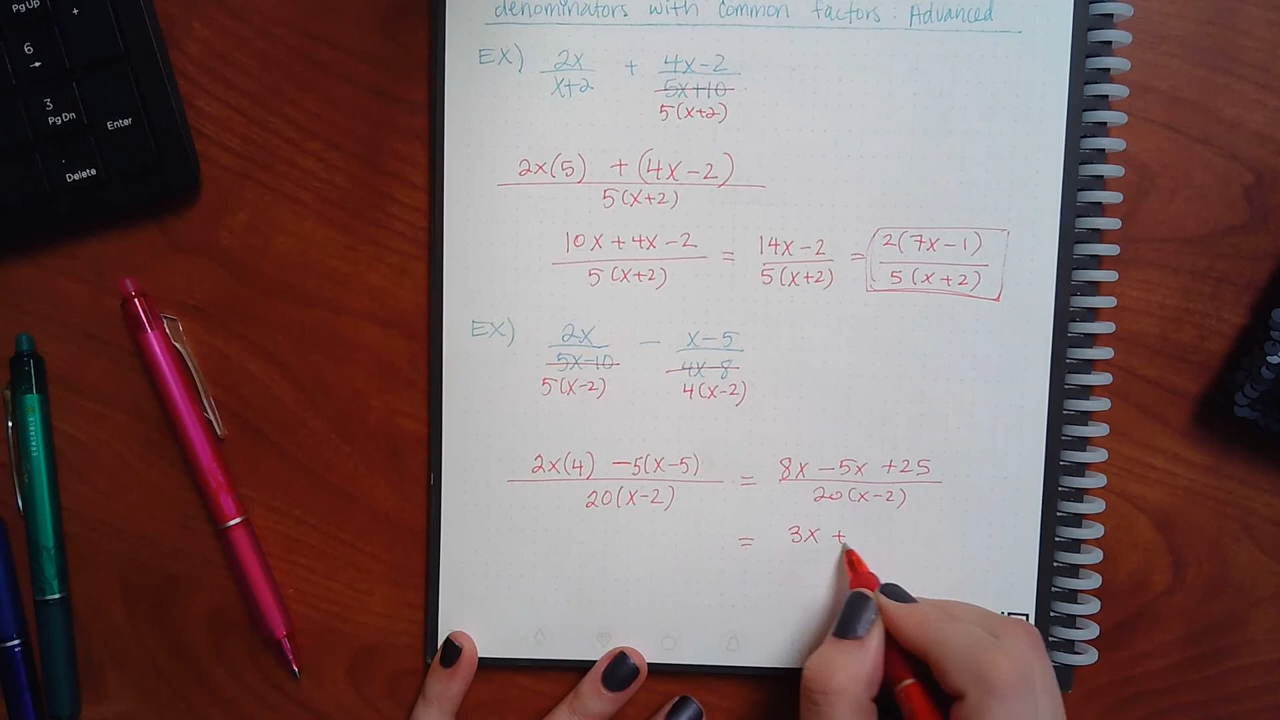 denominators with common factors: Advanced
EX) 2x/x+2 + 4x-2/5x+10
5(x+2)
2x(5) + (4x-2)
5(x+2)
10x+4x-2/5(x+2) = 14x-2/5(x+2) = 2(7x-1)/5(x+2)
EX) 2x/5x-10 - x-5/4x-8
5(x-2) 4(x-2)
2x(4) -5(x-5)/20(x-2) = 8x-5x+25/20(x-2)
= 3x +
PgUp +
6
3
PgDn
Enter
Delete
ERASABLE